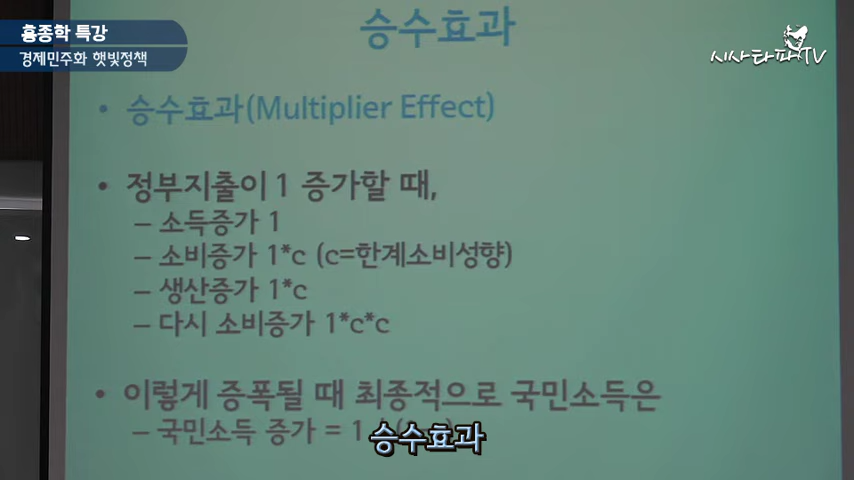 홍종학 특강
경제민주화 햇빛정책
시사타파TV
승수효과
• 승수효과(Multiplier Effect)
• 정부지출이 1 증가할 때,
– 소득증가 1
– 소비증가 1*c (c=한계소비성향)
– 생산증가 1*c
– 다시 소비증가 1*c*c
• 이렇게 증폭될 때 최종적으로 국민소득은
– 국민소득 증가 = 1
승수효과